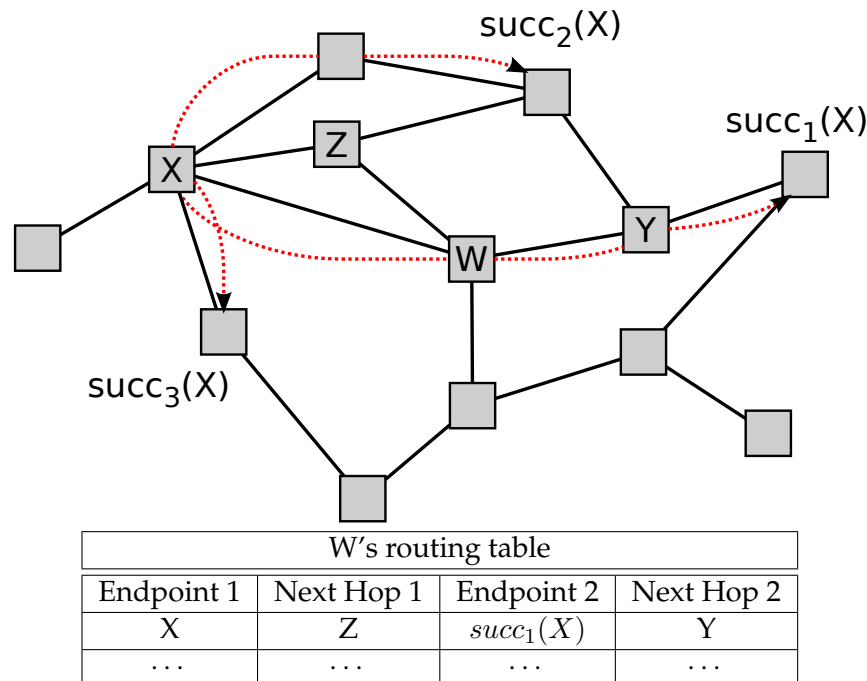 succ₂(X)
succ₁(X)
Z
X
Y
W
succ₃(X)
W's routing table
Endpoint 1 Next Hop 1 Endpoint 2 Next Hop 2
X Z succ₁(X) Y
... ... ... ...